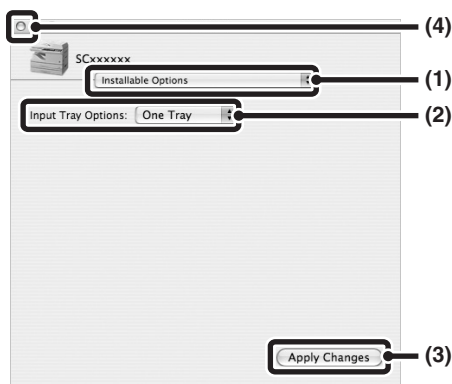 (4)
SCxxxxxx
Installable Options
(1)
Input Tray Options: One Tray
(2)
Apply Changes
(3)